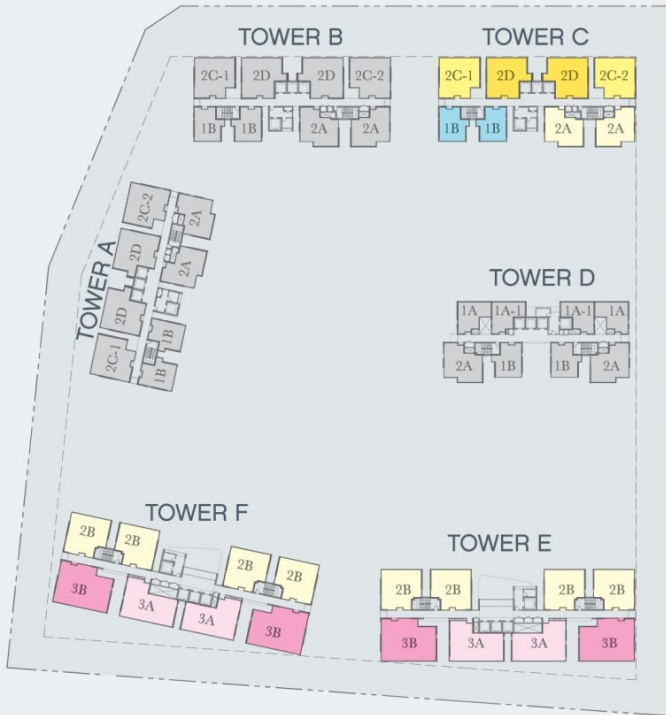 TOWER B
2C-1 2D 2D 2C-2
1B 1B 2A 2A
TOWER C
2C-1 2D 2D 2C-2
1B 1B 2A 2A
TOWER A
2C-2 2A
2D 2A
2D 1B
2C-1 1B
TOWER D
1A 1A-1 1A-1 1A
2A 1B 1B 2A
TOWER F
2B 2B 2B 2B
3B 3A 3A 3B
TOWER E
2B 2B 2B 2B
3B 3A 3A 3B